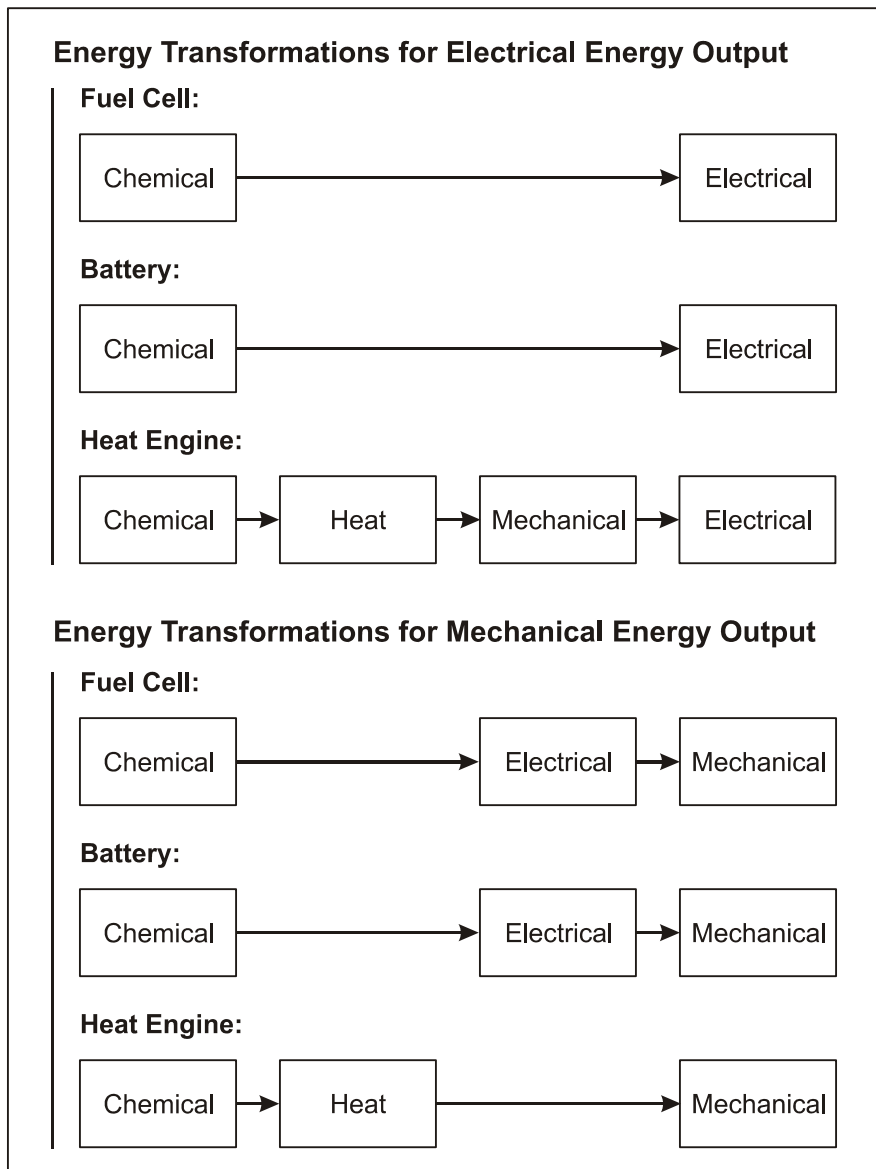 Energy Transformations for Electrical Energy Output
Fuel Cell:
Chemical Electrical
Battery:
Chemical Electrical
Heat Engine:
Chemical Heat Mechanical Electrical
Energy Transformations for Mechanical Energy Output
Fuel Cell:
Chemical Electrical Mechanical
Battery:
Chemical Electrical Mechanical
Heat Engine:
Chemical Heat Mechanical